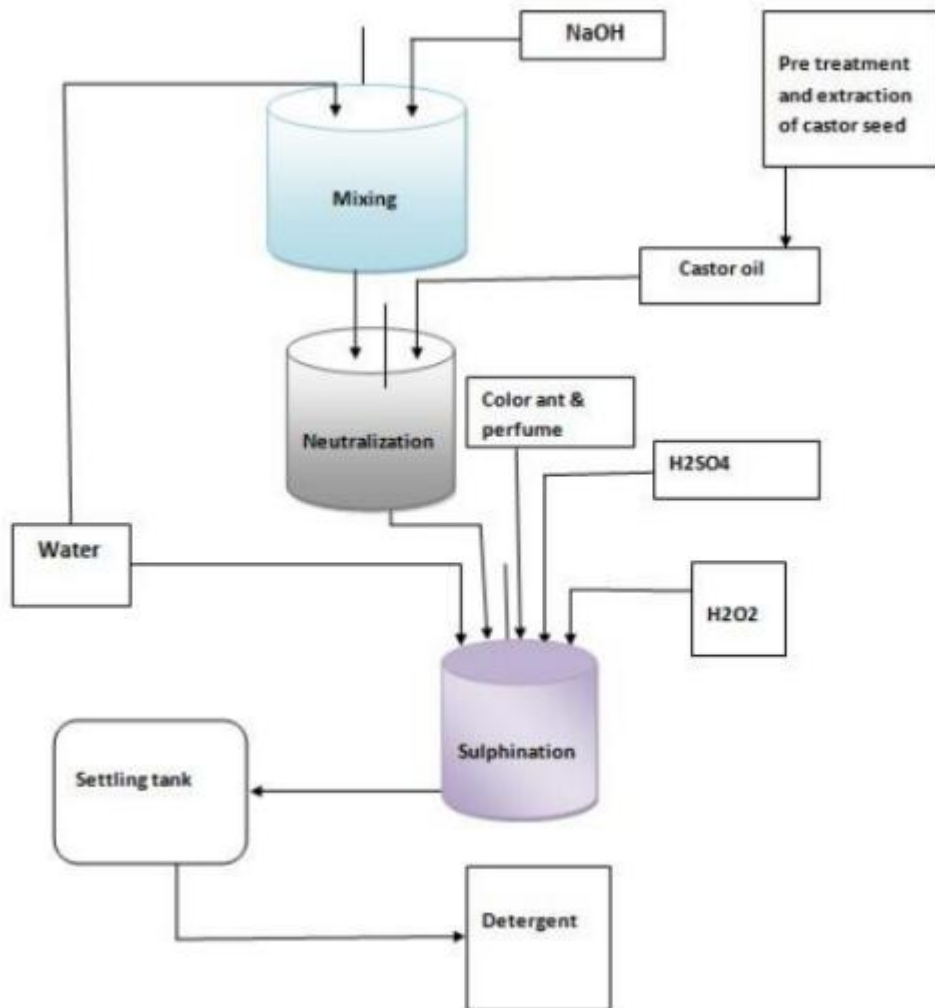 NaOH
Pre treatment
and extraction
of castor seed
Mixing
Castor oil
Color ant &
perfume
Neutralization
H2SO4
Water
H2O2
Sulphination
Settling tank
Detergent